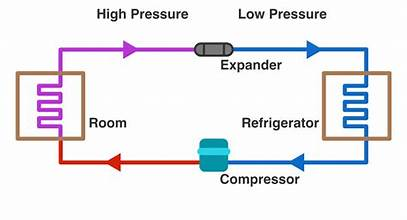 High Pressure Low Pressure
Expander
Room
Refrigerator
Compressor